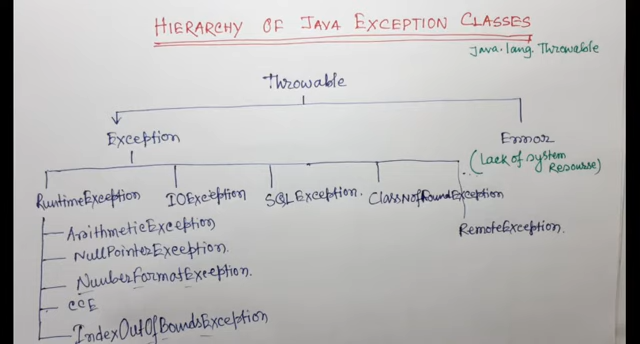 HIERARCHY OF JAVA EXCEPTION CLASSES
java.lang.Throwable
Throwable
Exception
Error
(Lack of system
Resourse)
RuntimeException
IOException
SQLException.
ClassNotFoundException
RemoteException.
ArithmeticException
NullPointerException.
NumberFormatException.
CCE
IndexOutOfBoundsException